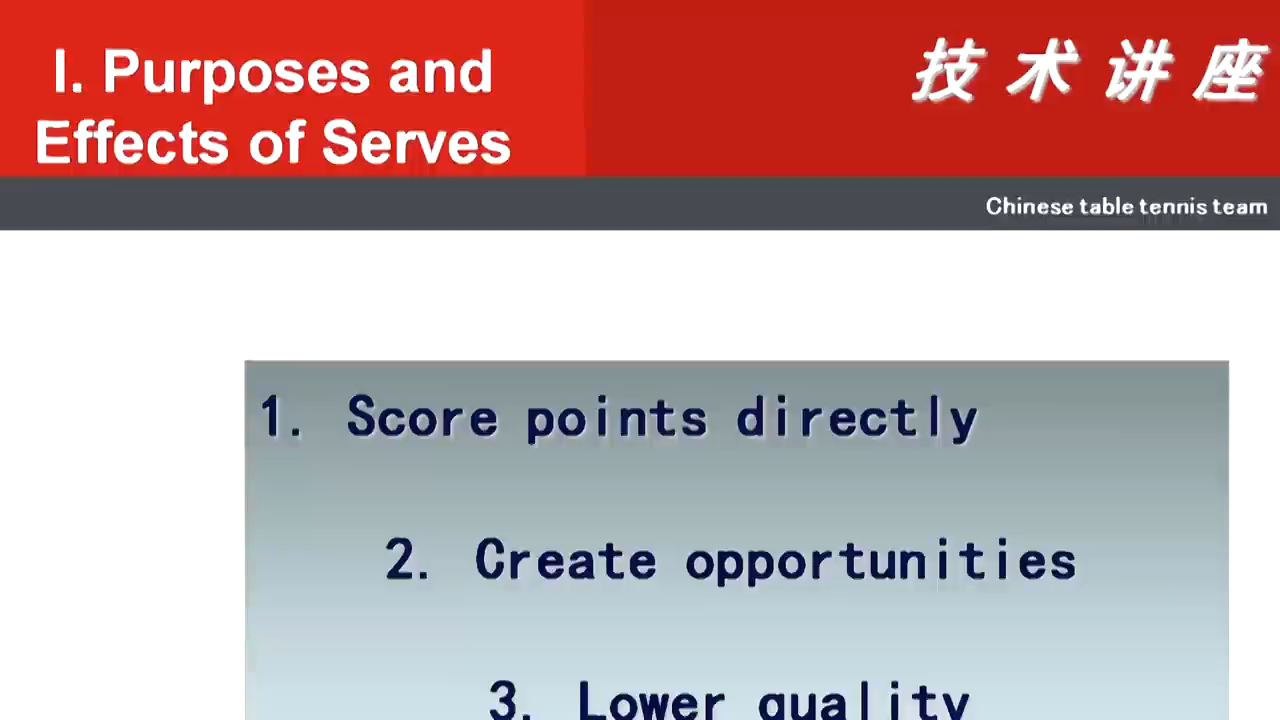 I. Purposes and
Effects of Serves
技术讲座
Chinese table tennis team
1. Score points directly
2. Create opportunities
3. Lower quality